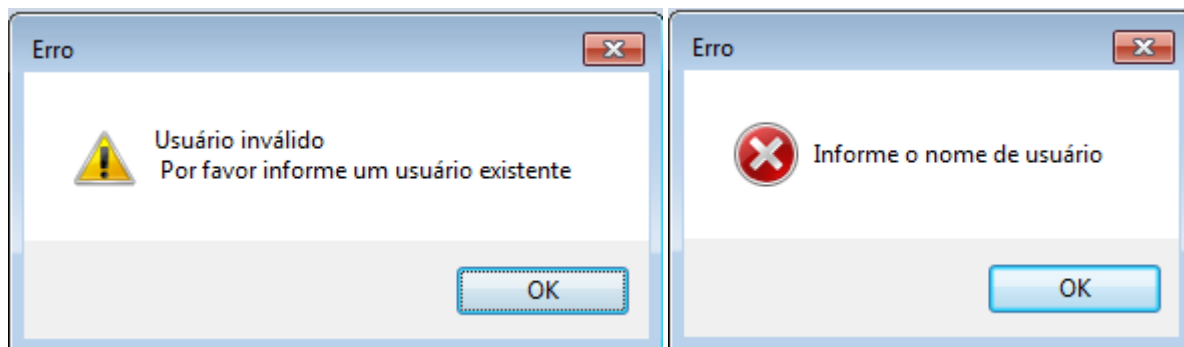 Erro
Usuário inválido
Por favor informe um usuário existente
OK
Erro
Informe o nome de usuário
OK